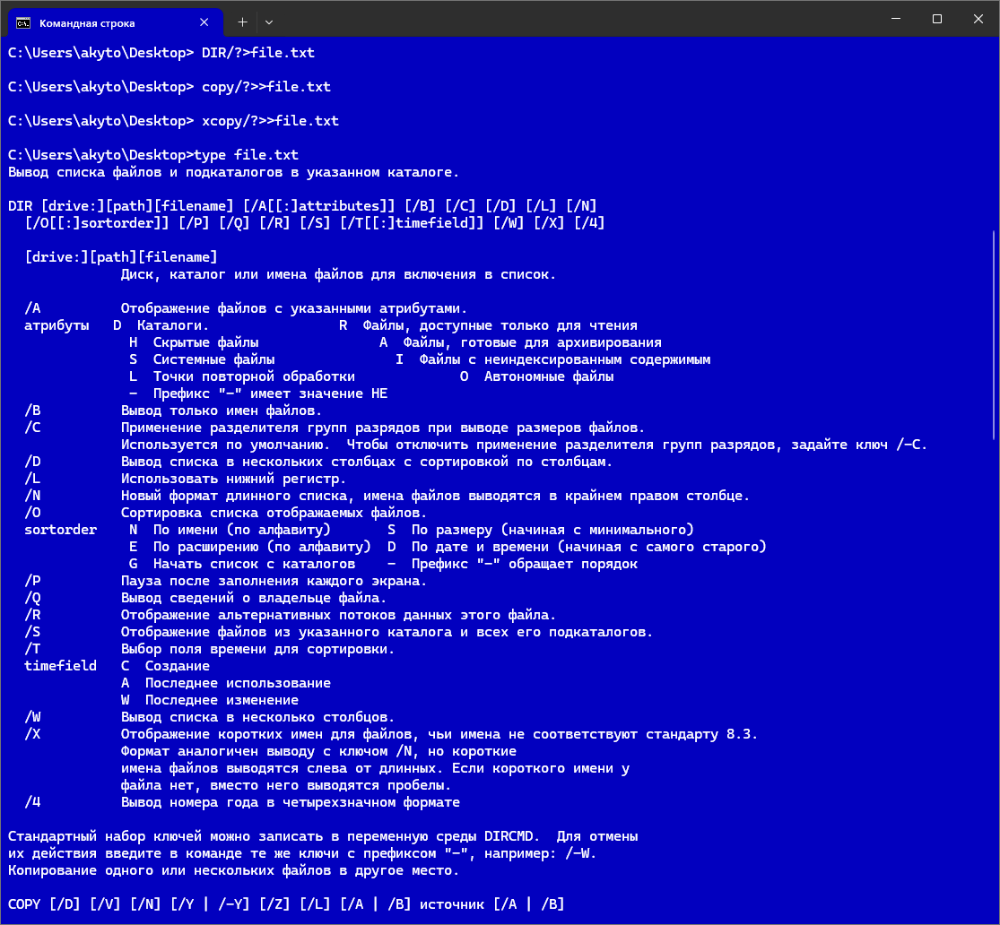 Командная строка
C:\Users\akyto\Desktop> DIR/?>file.txt
C:\Users\akyto\Desktop> copy/?>>file.txt
C:\Users\akyto\Desktop> xcopy/?>>file.txt
C:\Users\akyto\Desktop>type file.txt
Вывод списка файлов и подкаталогов в указанном каталоге.
DIR [drive:][path][filename] [/A[[:]attributes]] [/B] [/C] [/D] [/L] [/N]
  [/O[[:]sortorder]] [/P] [/Q] [/R] [/S] [/T[[:]timefield]] [/W] [/X] [/4]
  [drive:][path][filename]
              Диск, каталог или имена файлов для включения в список.
  /A          Отображение файлов с указанными атрибутами.
  атрибуты   D  Каталоги.                R  Файлы, доступные только для чтения
               H  Скрытые файлы               A  Файлы, готовые для архивирования
               S  Системные файлы               I  Файлы с неиндексированным содержимым
               L  Точки повторной обработки             O  Автономные файлы
               -  Префикс "-" имеет значение НЕ
  /B          Вывод только имен файлов.
  /C          Применение разделителя групп разрядов при выводе размеров файлов.
              Используется по умолчанию.  Чтобы отключить применение разделителя групп разрядов, задайте ключ /-C.
  /D          Вывод списка в нескольких столбцах с сортировкой по столбцам.
  /L          Использовать нижний регистр.
  /N          Новый формат длинного списка, имена файлов выводятся в крайнем правом столбце.
  /O          Сортировка списка отображаемых файлов.
  sortorder    N  По имени (по алфавиту)       S  По размеру (начиная с минимального)
               E  По расширению (по алфавиту)  D  По дате и времени (начиная с самого старого)
               G  Начать список с каталогов    -  Префикс "-" обращает порядок
  /P          Пауза после заполнения каждого экрана.
  /Q          Вывод сведений о владельце файла.
  /R          Отображение альтернативных потоков данных этого файла.
  /S          Отображение файлов из указанного каталога и всех его подкаталогов.
  /T          Выбор поля времени для сортировки.
  timefield   C  Создание
              A  Последнее использование
              W  Последнее изменение
  /W          Вывод списка в несколько столбцов.
  /X          Отображение коротких имен для файлов, чьи имена не соответствуют стандарту 8.3.
              Формат аналогичен выводу с ключом /N, но короткие
              имена файлов выводятся слева от длинных. Если короткого имени у
              файла нет, вместо него выводятся пробелы.
  /4          Вывод номера года в четырехзначном формате
Стандартный набор ключей можно записать в переменную среды DIRCMD.  Для отмены
их действия введите в команде те же ключи с префиксом "-", например: /-W.
Копирование одного или нескольких файлов в другое место.
COPY [/D] [/V] [/N] [/Y | /-Y] [/Z] [/L] [/A | /B] источник [/A | /B]